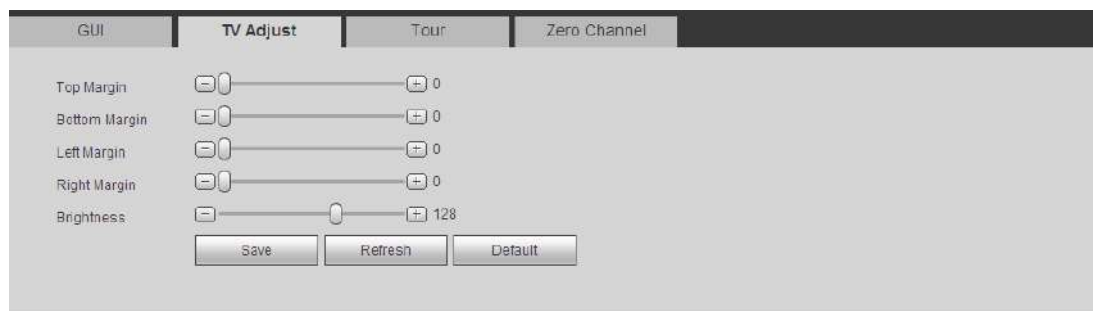 GUI TV Adjust Tour Zero Channel
Top Margin 0
Bottom Margin 0
Left Margin 0
Right Margin 0
Brightness 128
Save Refresh Default